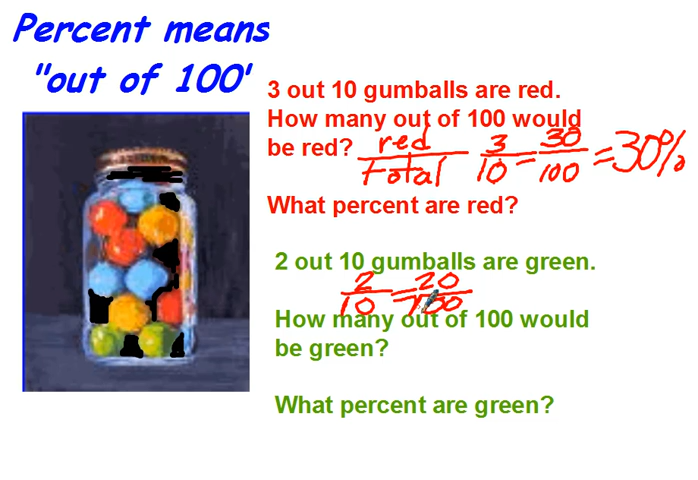 Percent means
"out of 100'
3 out 10 gumballs are red.
How many out of 100 would
be red? red/Total 3/10 = 30/100 = 30%
What percent are red?
2 out 10 gumballs are green.
2/10 = 20/100
How many out of 100 would
be green?
What percent are green?